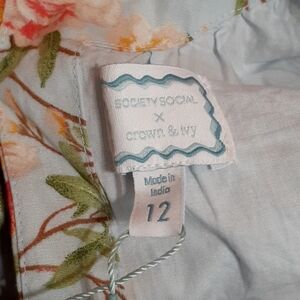 SOCIETY SOCIAL
x
crown & ivy
Made in
India
12